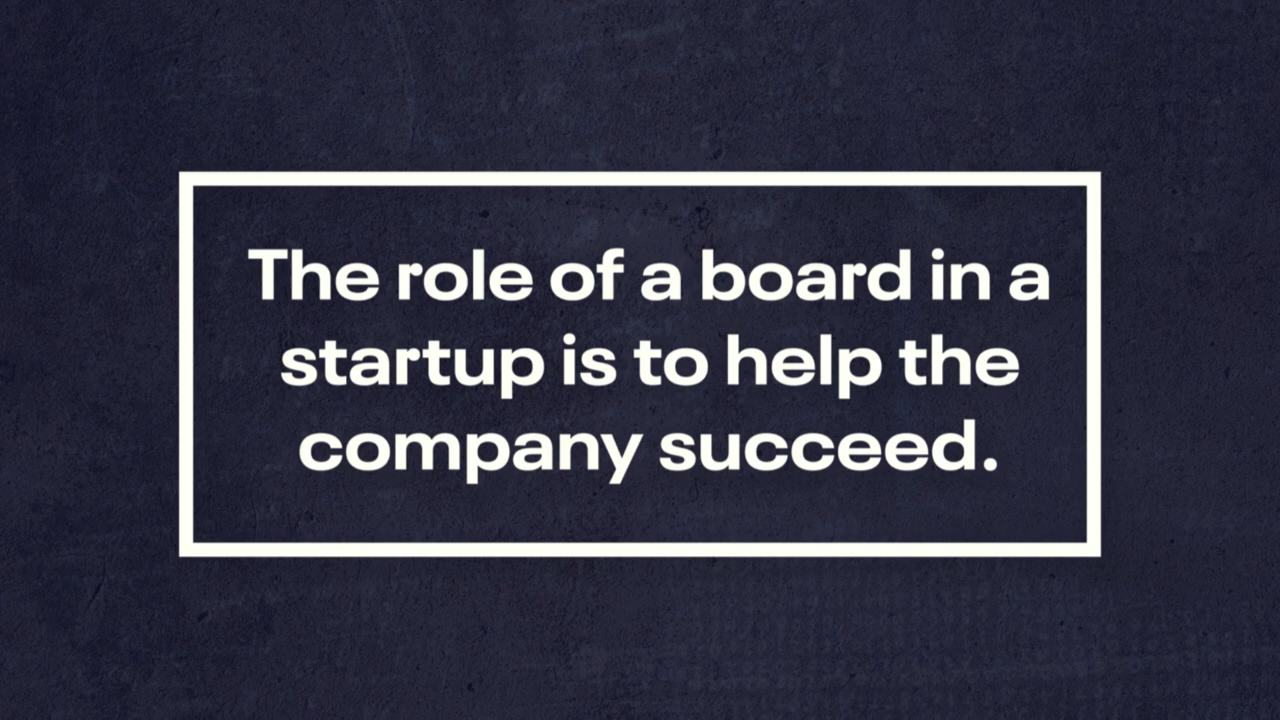 The role of a board in a
startup is to help the
company succeed.